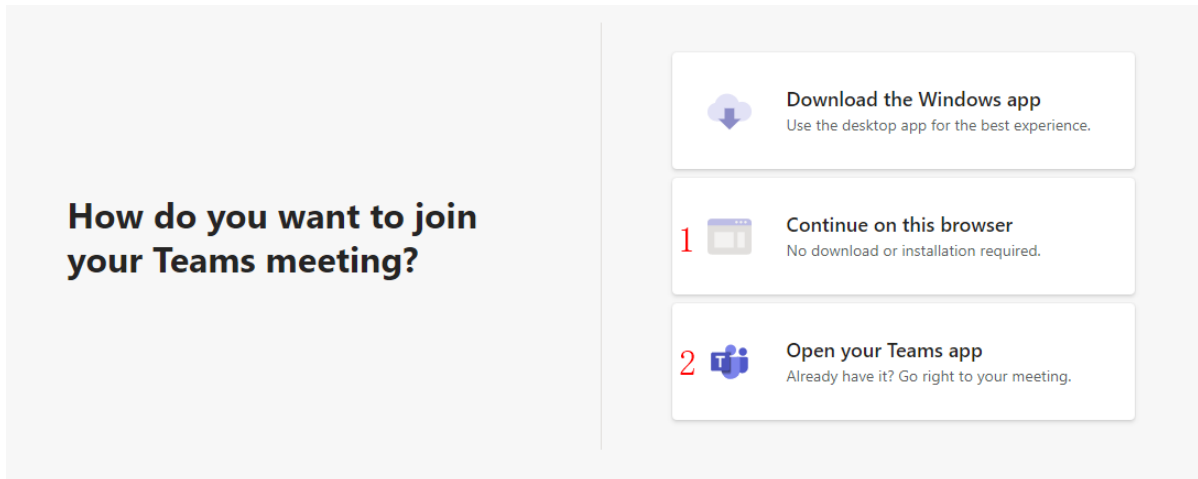 How do you want to join
your Teams meeting?
Download the Windows app
Use the desktop app for the best experience.
1
Continue on this browser
No download or installation required.
2
T
Open your Teams app
Already have it? Go right to your meeting.